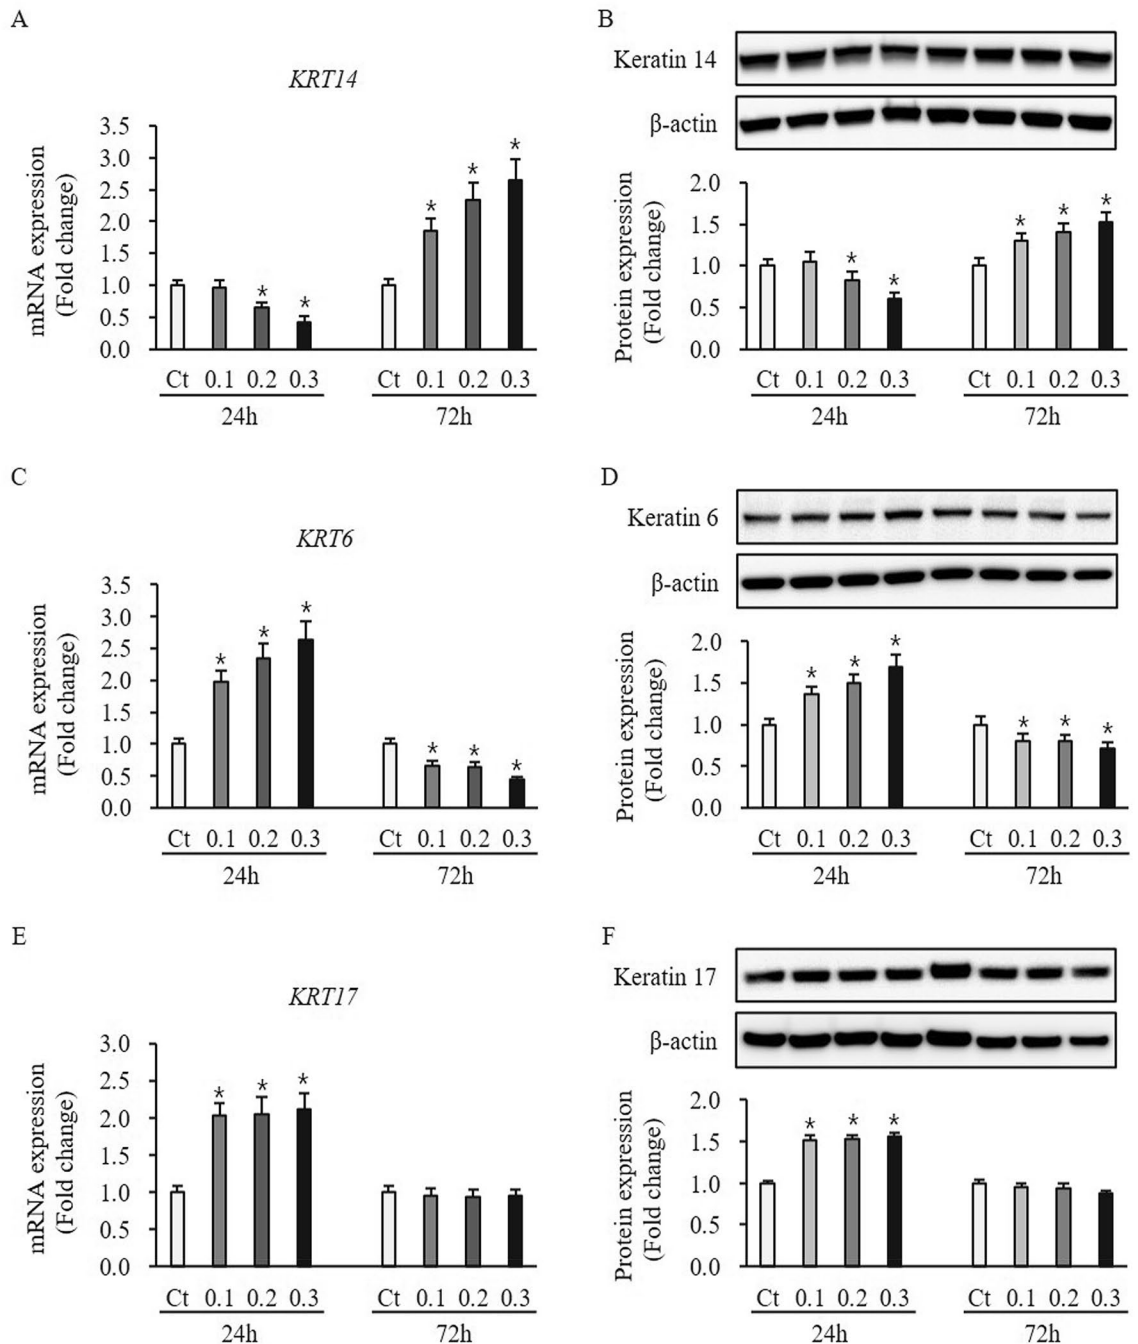 A
KRT14
mRNA expression
(Fold change)
3.5
3.0
2.5
2.0
1.5
1.0
0.5
0.0
* * * * *
Ct 0.1 0.2 0.3 Ct 0.1 0.2 0.3
24h 72h
B
Keratin 14
β-actin
Protein expression
(Fold change)
2.0
1.5
1.0
0.5
0.0
* * * * *
Ct 0.1 0.2 0.3 Ct 0.1 0.2 0.3
24h 72h
C
KRT6
mRNA expression
(Fold change)
3.5
3.0
2.5
2.0
1.5
1.0
0.5
0.0
* * * * * *
Ct 0.1 0.2 0.3 Ct 0.1 0.2 0.3
24h 72h
D
Keratin 6
β-actin
Protein expression
(Fold change)
2.0
1.5
1.0
0.5
0.0
* * * * * *
Ct 0.1 0.2 0.3 Ct 0.1 0.2 0.3
24h 72h
E
KRT17
mRNA expression
(Fold change)
3.0
2.5
2.0
1.5
1.0
0.5
0.0
* * *
Ct 0.1 0.2 0.3 Ct 0.1 0.2 0.3
24h 72h
F
Keratin 17
β-actin
Protein expression
(Fold change)
2.0
1.5
1.0
0.5
0.0
* * *
Ct 0.1 0.2 0.3 Ct 0.1 0.2 0.3
24h 72h